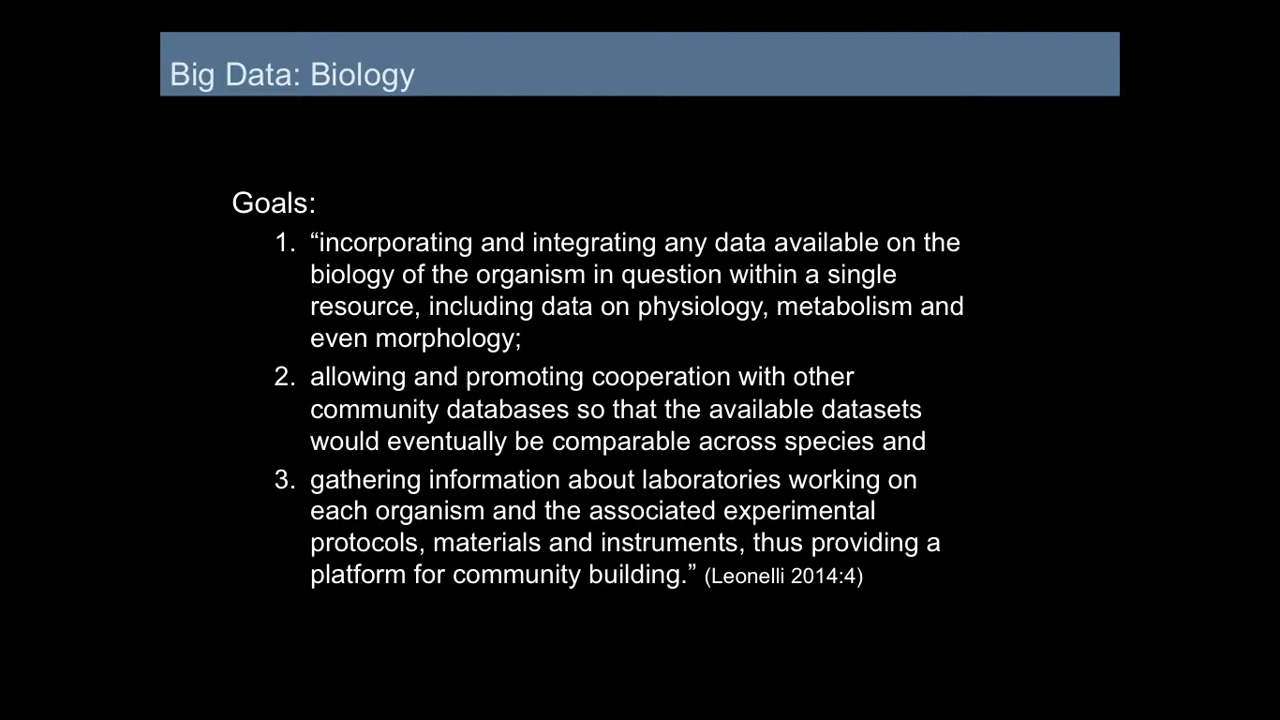 Big Data: Biology
Goals:
1. “incorporating and integrating any data available on the
biology of the organism in question within a single
resource, including data on physiology, metabolism and
even morphology;
2. allowing and promoting cooperation with other
community databases so that the available datasets
would eventually be comparable across species and
3. gathering information about laboratories working on
each organism and the associated experimental
protocols, materials and instruments, thus providing a
platform for community building.” (Leonelli 2014:4)